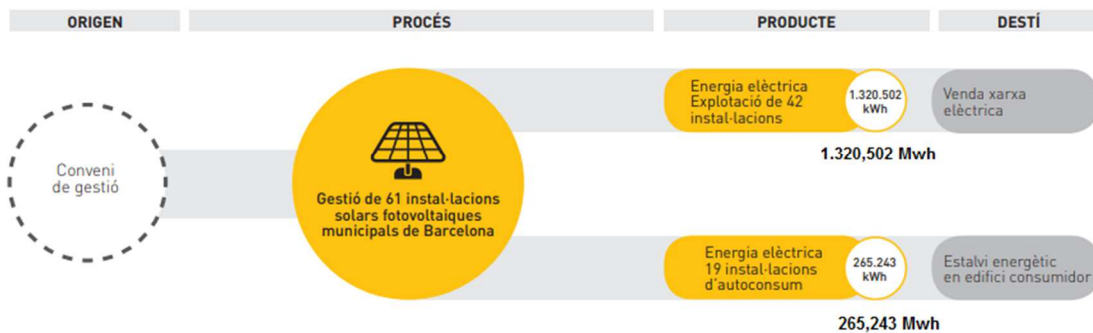 ORIGEN
PROCÉS
PRODUCTE
DESTÍ
Conveni
de gestió
Gestió de 61 instal·lacions
solars fotovoltaiques
municipals de Barcelona
Energia elèctrica
Explotació de 42
instal·lacions
1.320.502
kWh
1.320,502 Mwh
Venda xarxa
elèctrica
Energia elèctrica
19 instal·lacions
d'autoconsum
265.243
kWh
265,243 Mwh
Estalvi energètic
en edifici consumidor